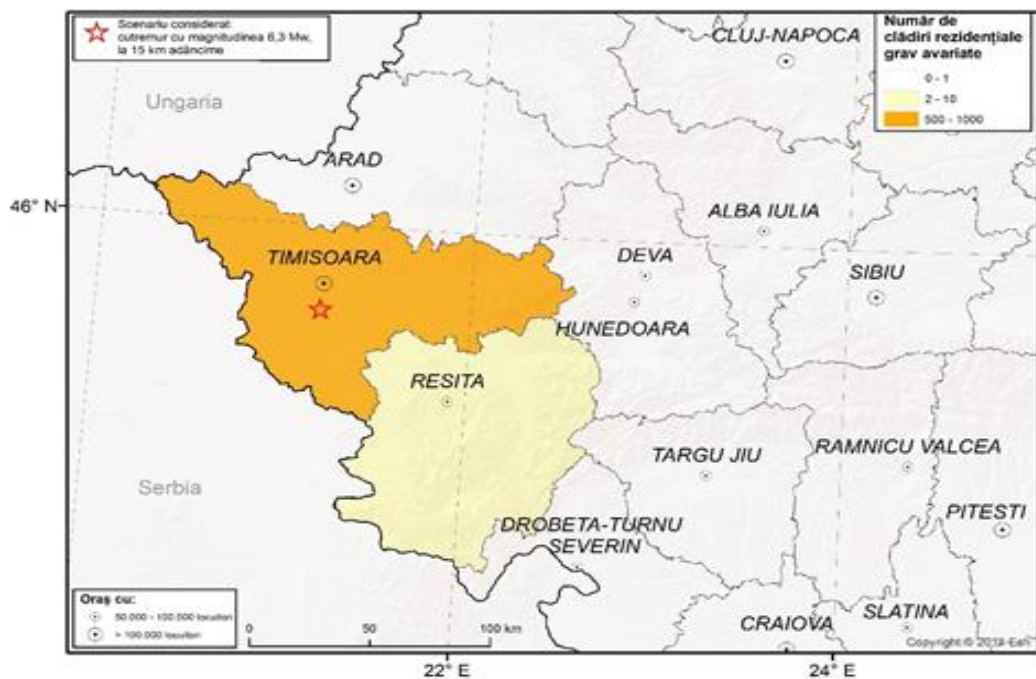 Scenariu considerat:
cutremur cu magnitudinea 6,3 Mw,
la 15 km adâncime
Număr de
clădiri rezidențiale
grav avariate
0 - 1
2 - 10
500 - 1000
CLUJ-NAPOCA
Ungaria
ARAD
46° N
ALBA IULIA
TIMISOARA
DEVA
SIBIU
HUNEDOARA
RESITA
TARGU JIU
RAMNICU VALCEA
Serbia
PITESTI
DROBETA-TURNU
SEVERIN
Oraș cu:
50.000 - 100.000 locuitori
> 100.000 locuitori
0 50 100 km
CRAIOVA
SLATINA
Copyright ©
22° E
24° E